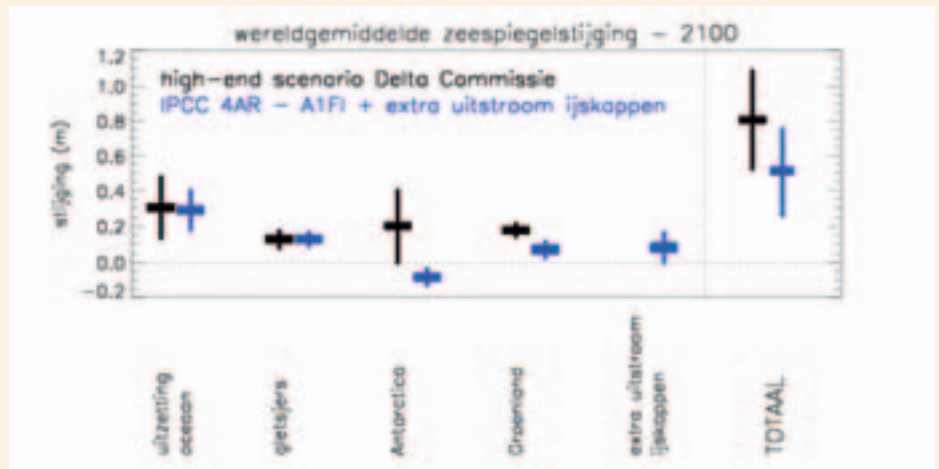 wereldgemiddelde zeespiegelstijging – 2100
high-end scenario Delta Commissie
IPCC 4AR – A1FI + extra uitstroom ijskappen
stijging (m)
1.2
1.0
0.8
0.6
0.4
0.2
0.0
-0.2
uitzetting
oceaan
gletsjers
Antarctica
Groenland
extra uitstroom
ijskappen
TOTAAL